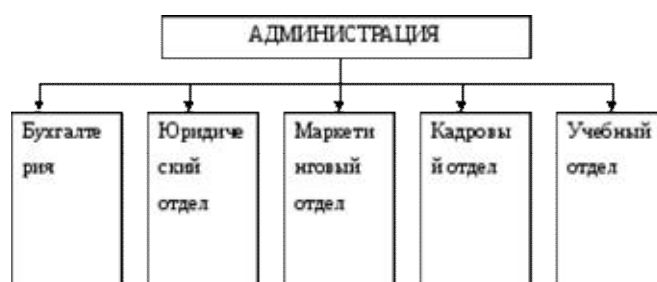 АДМИНИСТРАЦИЯ
Бухгалте
рия
Юридиче
ский
отдел
Маркети
нговый
отдел
Кадровы
й отдел
Учебный
отдел